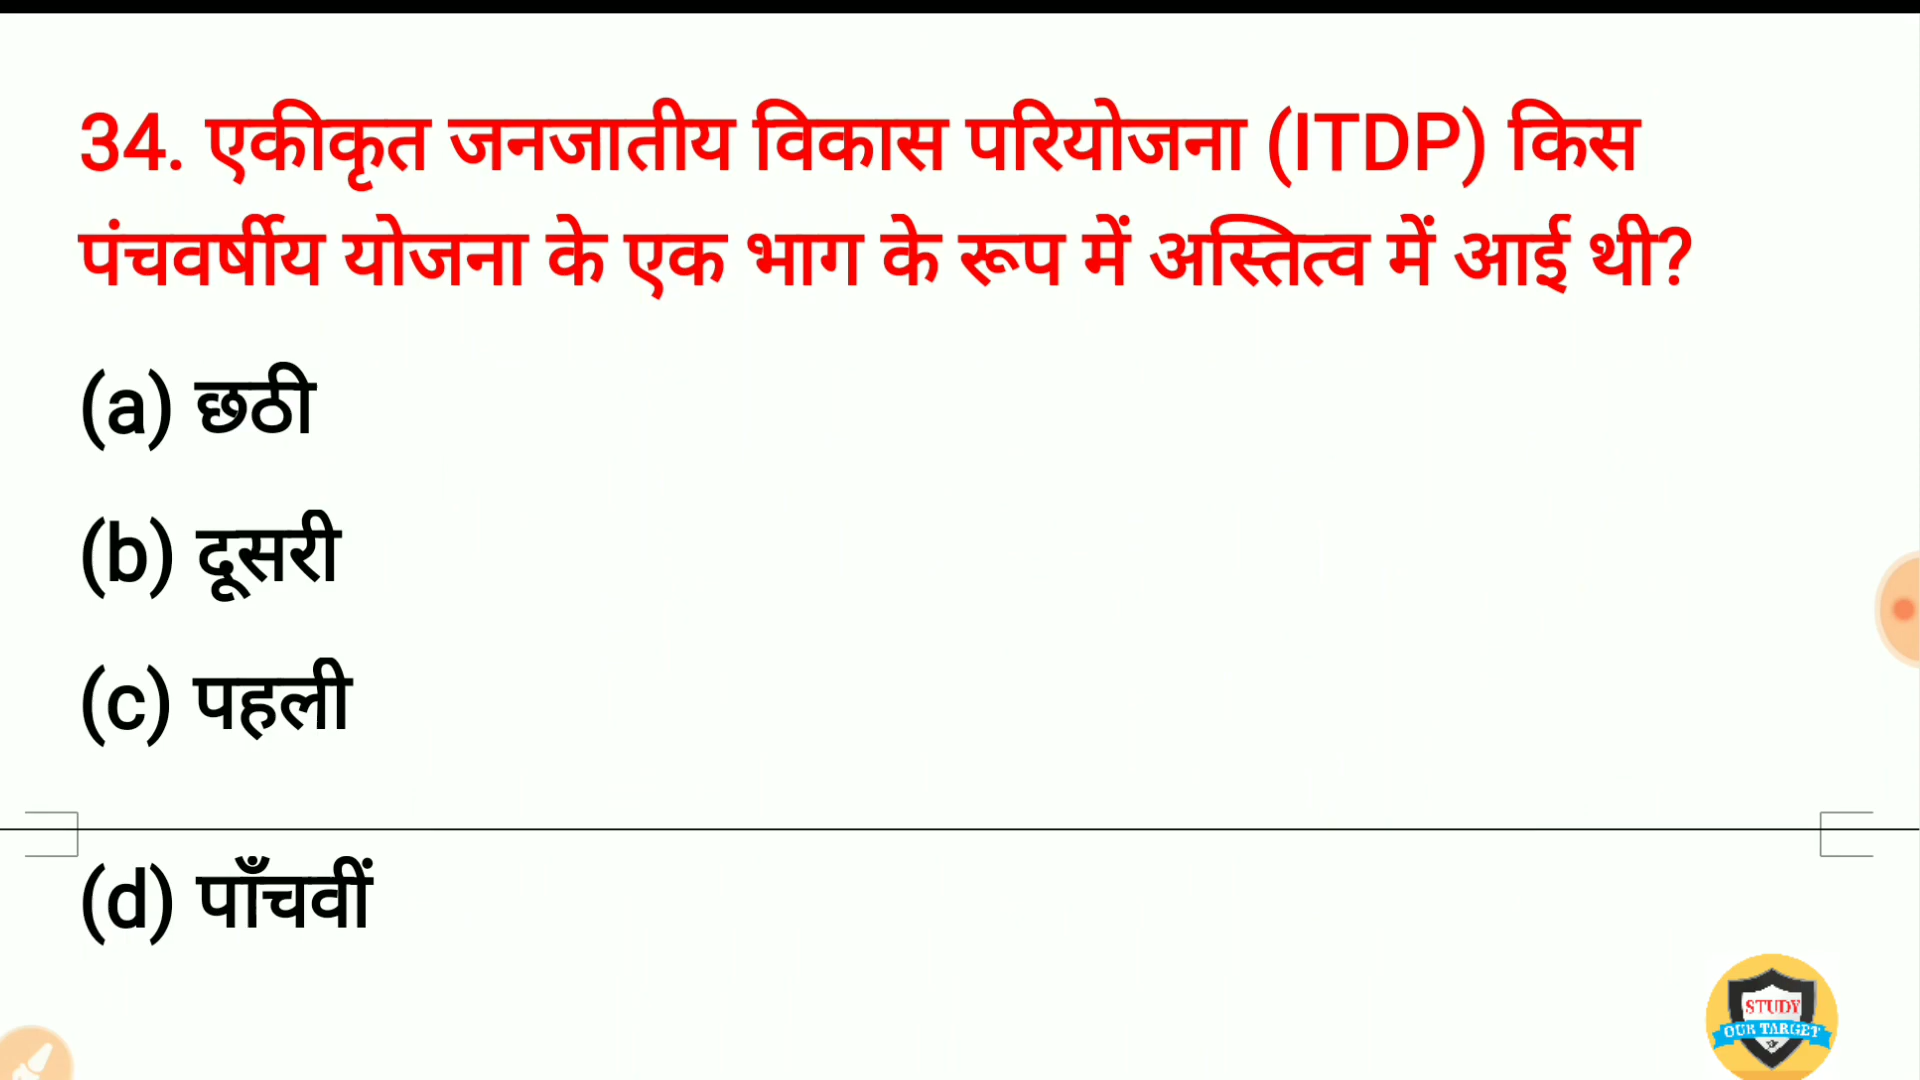 34. एकीकृत जनजातीय विकास परियोजना (ITDP) किस
पंचवर्षीय योजना के एक भाग के रूप में अस्तित्व में आई थी?
(a) छठी
(b) दूसरी
(c) पहली
(d) पाँचवीं
STUDY
OUR TARGET